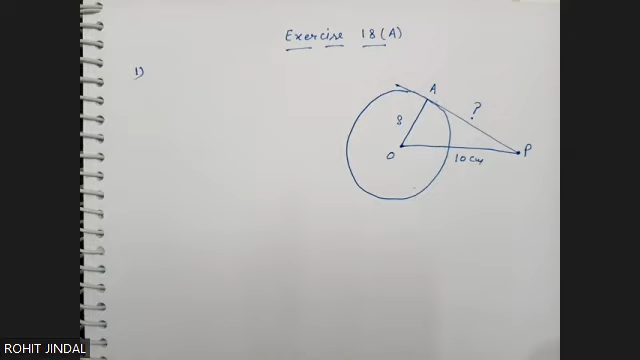 Exercise 18(A)
1)
A
?
8
O
10 cm
P
ROHIT JINDAL